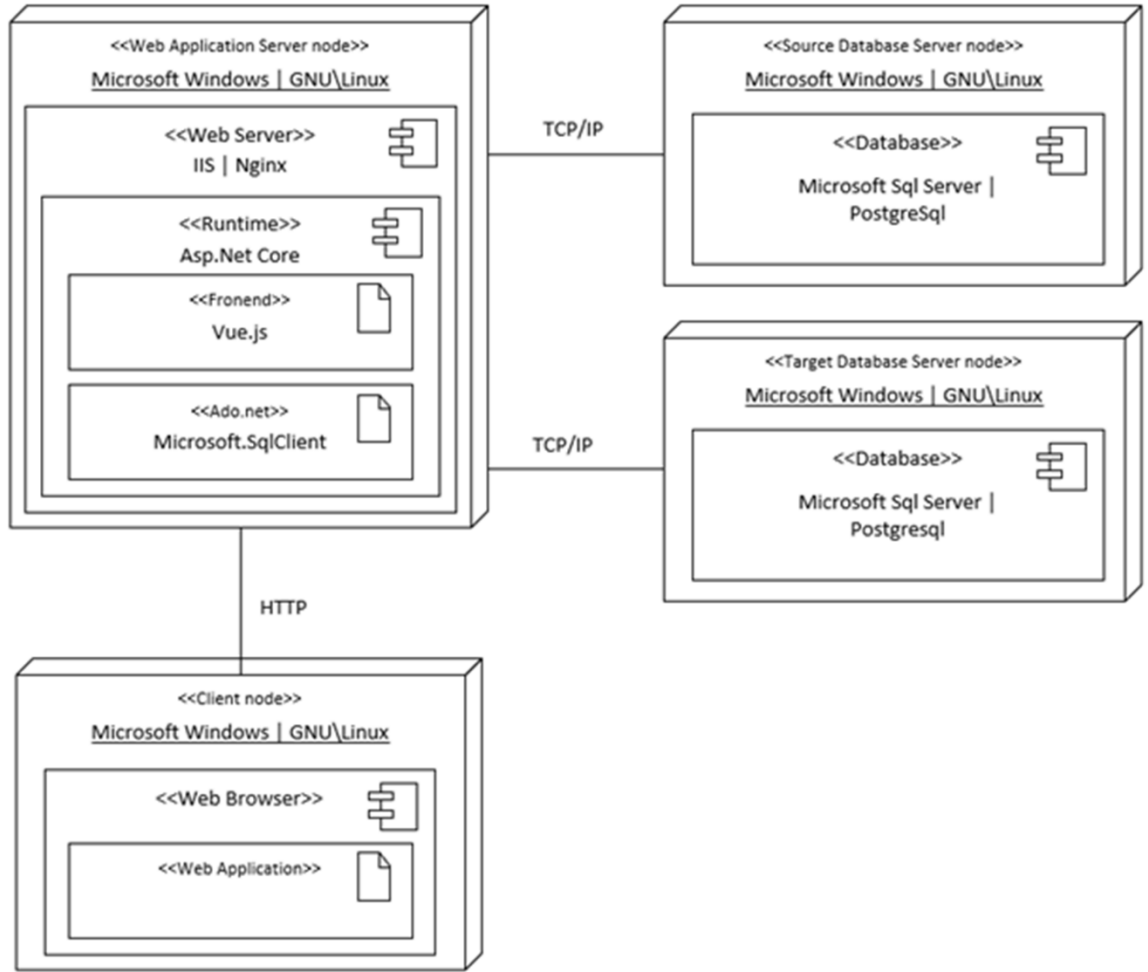 <<Web Application Server node>>
Microsoft Windows | GNU\Linux
<<Web Server>>
IIS | Nginx
<<Runtime>>
Asp.Net Core
<<Fronend>>
Vue.js
<<Ado.net>>
Microsoft.SqlClient
TCP/IP
<<Source Database Server node>>
Microsoft Windows | GNU\Linux
<<Database>>
Microsoft Sql Server |
PostgreSql
TCP/IP
<<Target Database Server node>>
Microsoft Windows | GNU\Linux
<<Database>>
Microsoft Sql Server |
Postgresql
HTTP
<<Client node>>
Microsoft Windows | GNU\Linux
<<Web Browser>>
<<Web Application>>